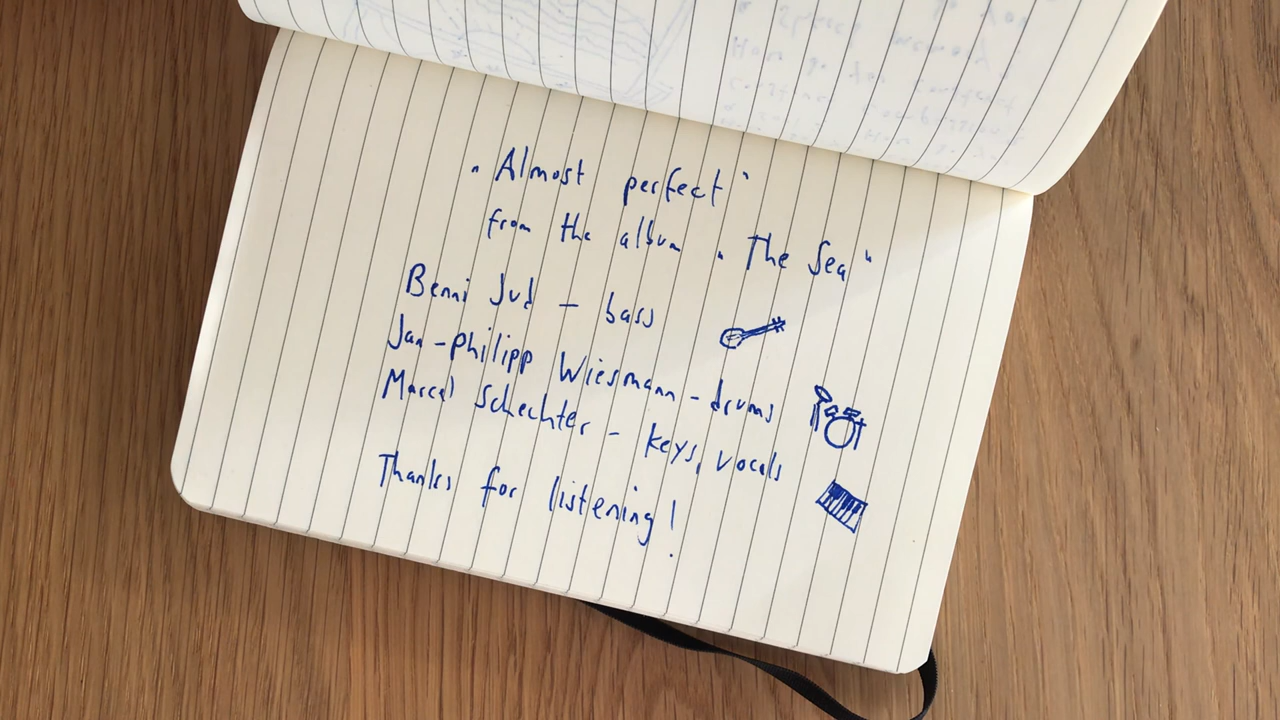 "Almost perfect"
from the album "The Sea"
Benni Jud - bass
Jan-Philipp Wiesmann - drums
Marcel Schechter - keys, vocals
Thanks for listening!